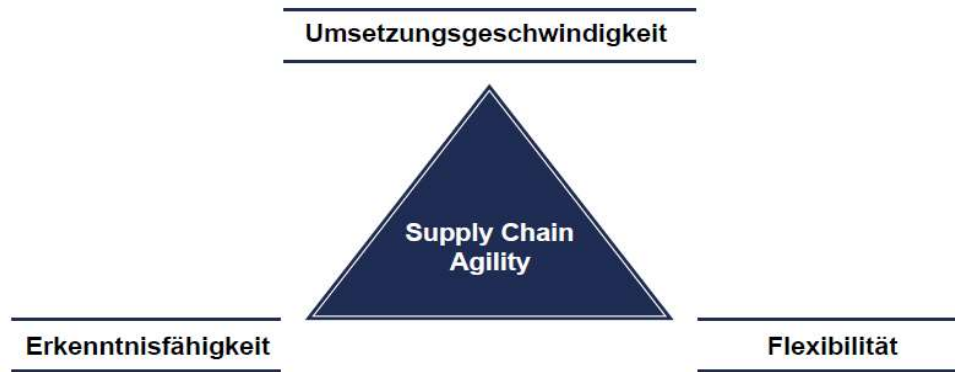 Umsetzungsgeschwindigkeit
Supply Chain
Agility
Erkenntnisfähigkeit
Flexibilität